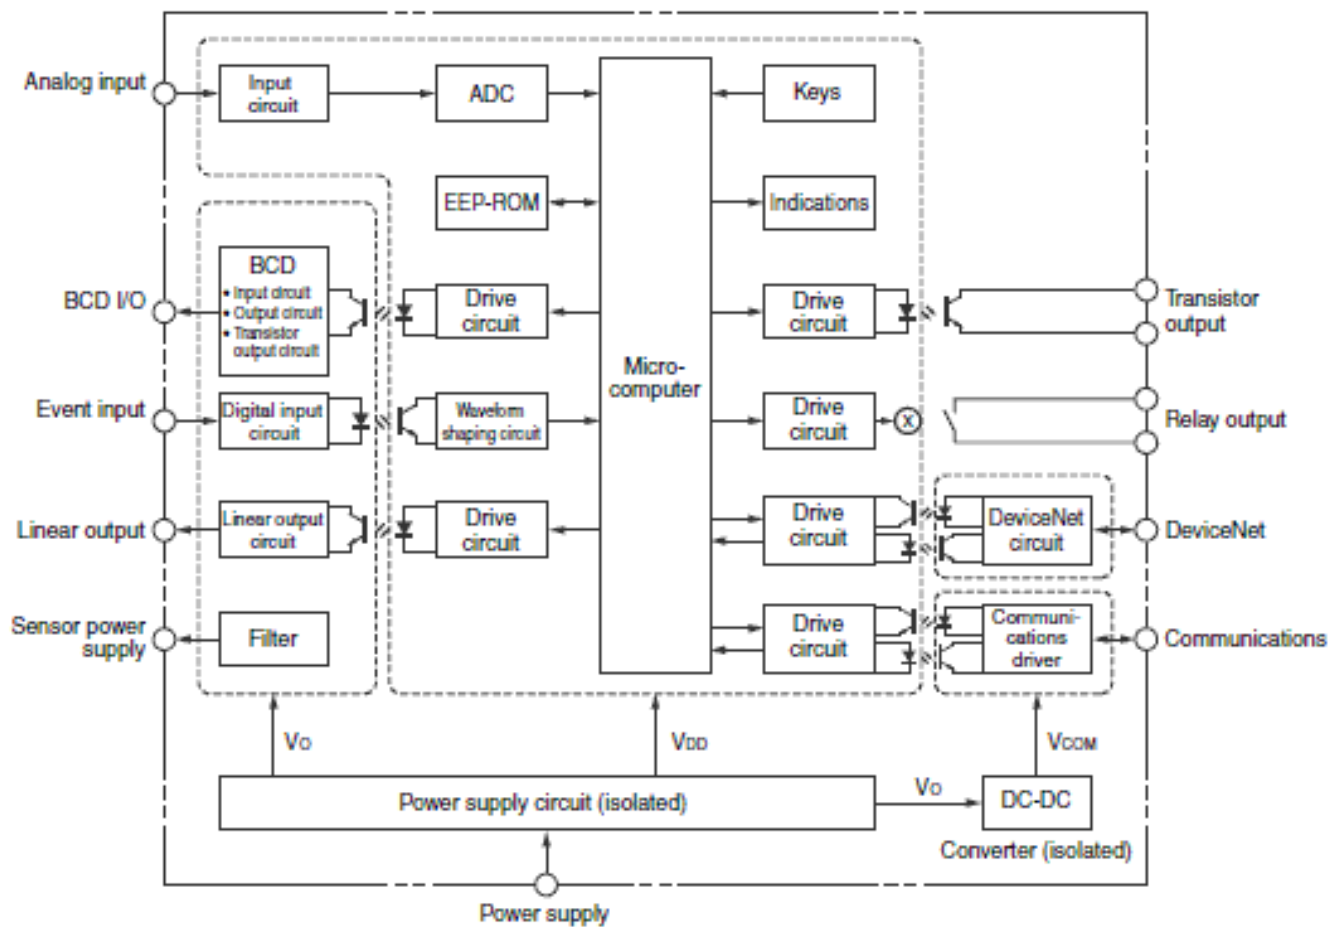 Analog input
Input
circuit
ADC
Keys
EEP-ROM
Indications
BCD
• Input circuit
• Output circuit
• Transistor
output circuit
BCD I/O
Drive
circuit
Drive
circuit
Transistor
output
Micro-
computer
Event input
Digital input
circuit
Waveform
shaping circuit
Drive
circuit
X
Relay output
Linear output
Linear output
circuit
Drive
circuit
Drive
circuit
DeviceNet
circuit
DeviceNet
Sensor power
supply
Filter
Drive
circuit
Communi-
cations
driver
Communications
VO
VDD
VCOM
Power supply circuit (isolated)
VO
DC-DC
Converter (isolated)
Power supply